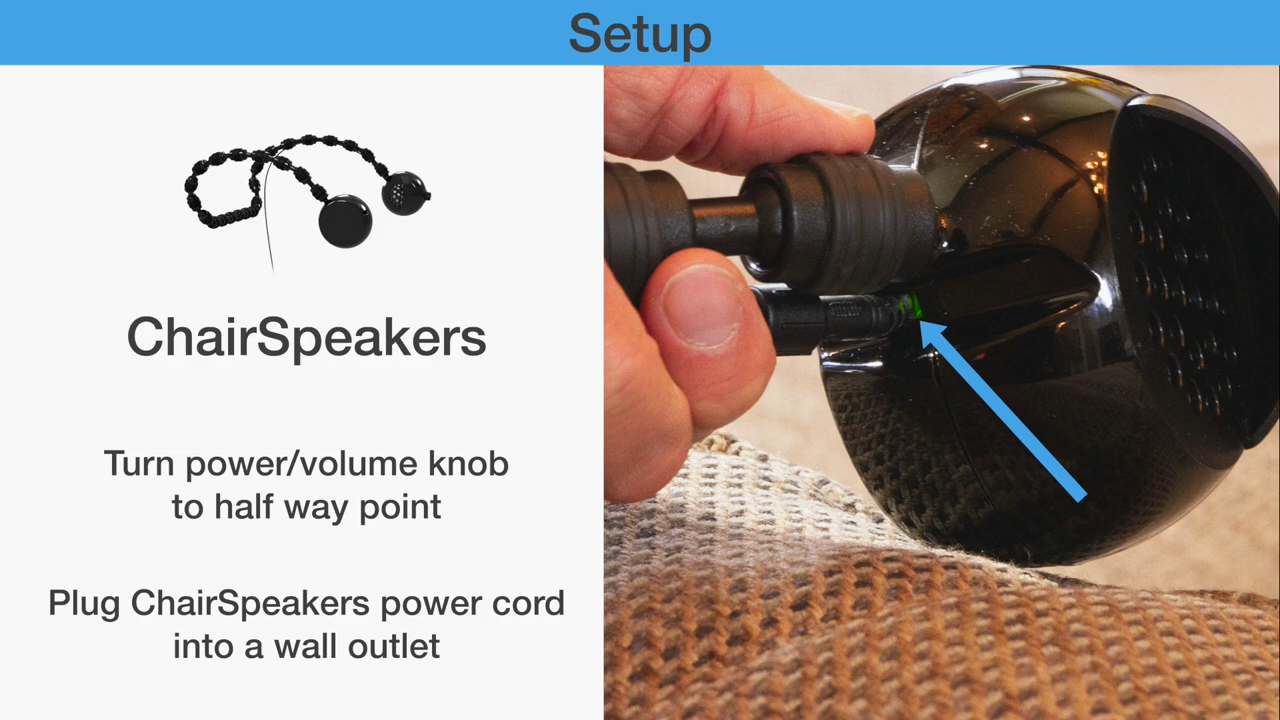 Setup
ChairSpeakers
Turn power/volume knob
to half way point
Plug ChairSpeakers power cord
into a wall outlet